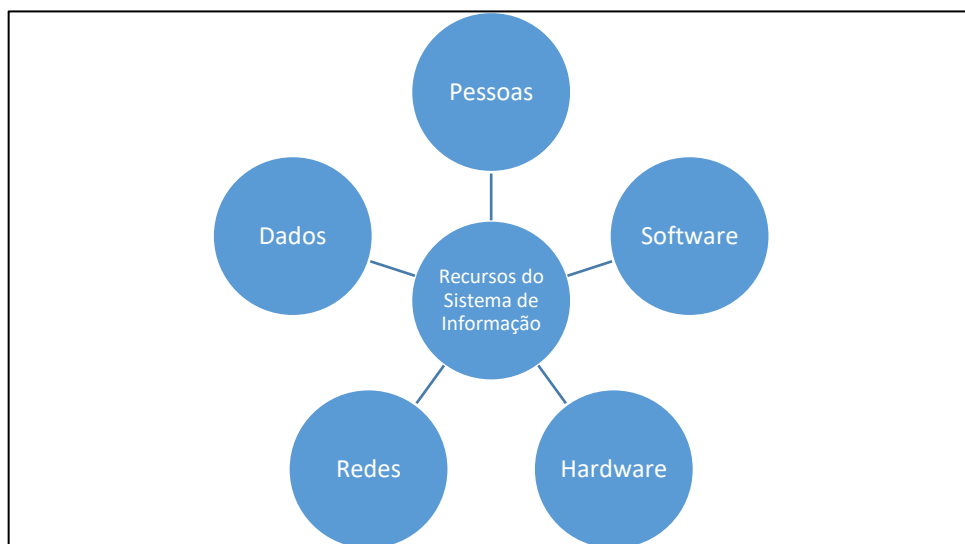 Pessoas
Dados
Software
Recursos do
Sistema de
Informação
Redes
Hardware